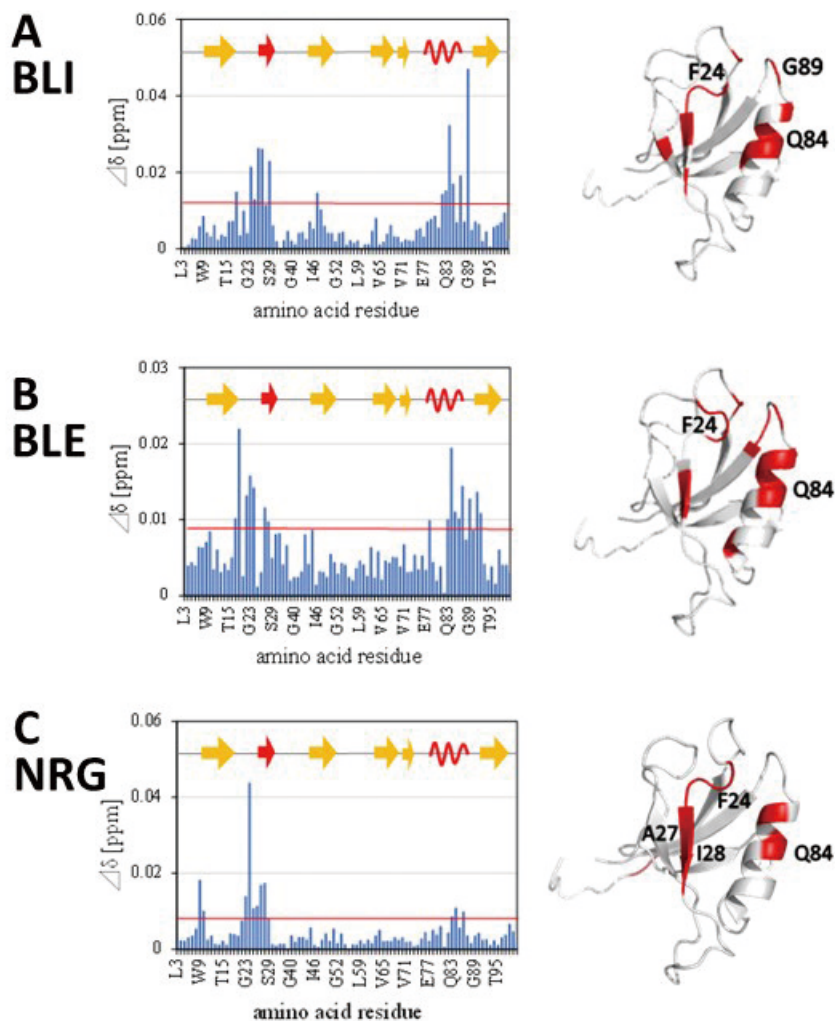 A
BLI
0.06
0.04
0.02
0
Δδ [ppm]
L3 W9 T15 G23 S29 G40 I46 G52 L59 V65 V71 E77 Q83 G89 T95
amino acid residue
F24
G89
Q84
B
BLE
0.03
0.02
0.01
0
Δδ [ppm]
L3 W9 T15 G23 S29 G40 I46 G52 L59 V65 V71 E77 Q83 G89 T95
amino acid residue
F24
Q84
C
NRG
0.06
0.04
0.02
0
Δδ [ppm]
L3 W9 T15 G23 S29 G40 I46 G52 L59 V65 V71 E77 Q83 G89 T95
amino acid residue
F24
A27
I28
Q84